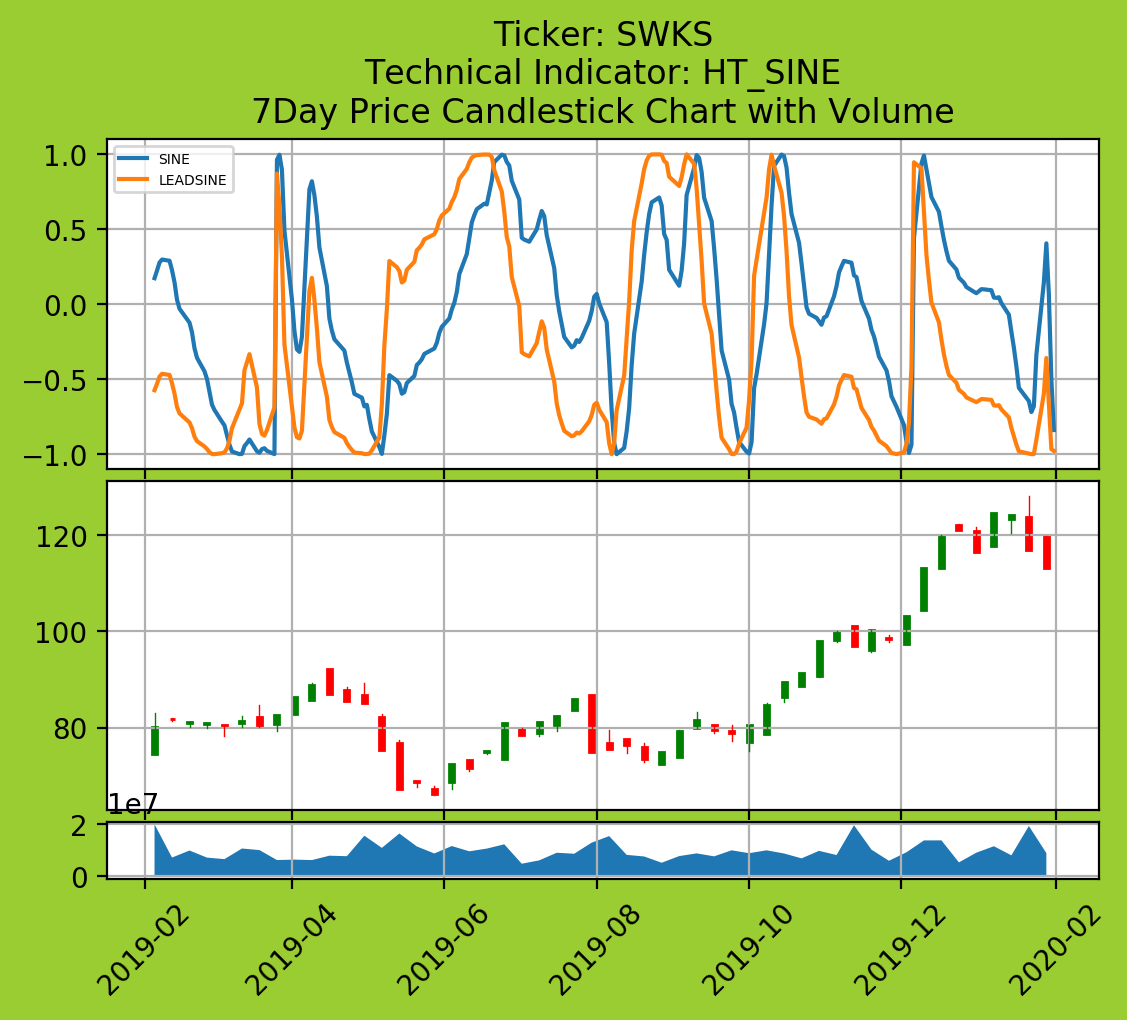 Ticker: SWKS
Technical Indicator: HT_SINE
7Day Price Candlestick Chart with Volume
1.0
0.5
0.0
−0.5
−1.0
SINE
LEADSINE
120
100
80
1e7
2
0
2019-02
2019-04
2019-06
2019-08
2019-10
2019-12
2020-02